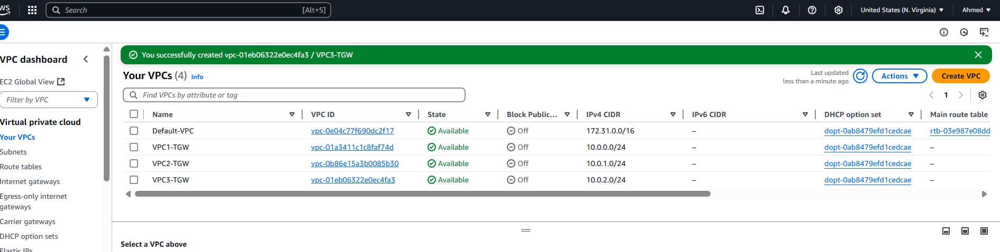 aws Search [Alt+S] United States (N. Virginia) Ahmed
VPC dashboard
EC2 Global View
Filter by VPC
Virtual private cloud
Your VPCs
Subnets
Route tables
Internet gateways
Egress-only internet
gateways
Carrier gateways
DHCP option sets
Elastic IPs
You successfully created vpc-01eb06322e0ec4fa3 / VPC3-TGW
Your VPCs (4) Info
Last updated
less than a minute ago
Actions
Create VPC
Find VPCs by attribute or tag
1
Name VPC ID State Block Public... IPv4 CIDR IPv6 CIDR DHCP option set Main route table
Default-VPC vpc-0e04c77f690dc2f17 Available Off 172.31.0.0/16 – dopt-0ab8479efd1cedcae rtb-03e987e08dd
VPC1-TGW vpc-01a3411c1c8faf74d Available Off 10.0.0.0/24 – dopt-0ab8479efd1cedcae –
VPC2-TGW vpc-0b86e15a3b0085b30 Available Off 10.0.1.0/24 – dopt-0ab8479efd1cedcae –
VPC3-TGW vpc-01eb06322e0ec4fa3 Available Off 10.0.2.0/24 – dopt-0ab8479efd1cedcae –
Select a VPC above